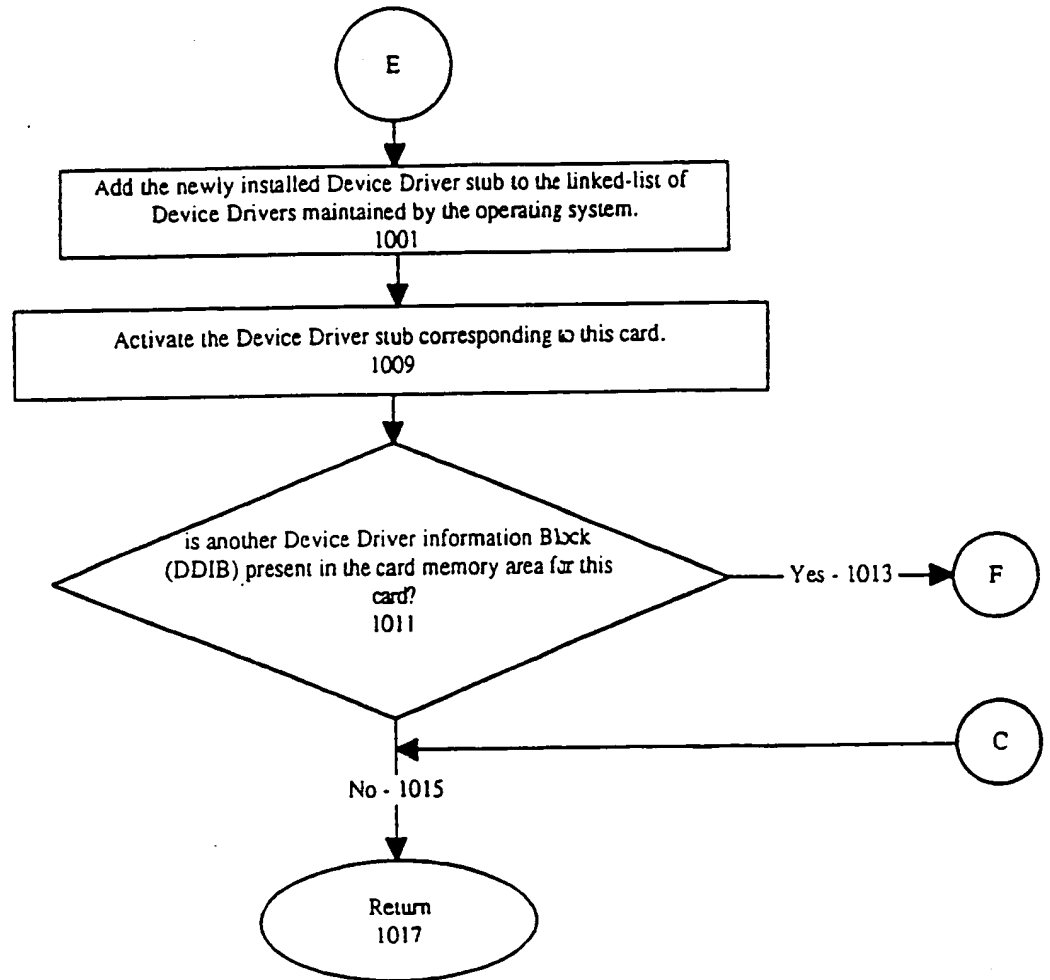 E
Add the newly installed Device Driver stub to the linked-list of
Device Drivers maintained by the operating system.
1001
Activate the Device Driver stub corresponding to this card.
1009
is another Device Driver information Block
(DDIB) present in the card memory area for this
card?
1011
Yes - 1013
F
C
No - 1015
Return
1017